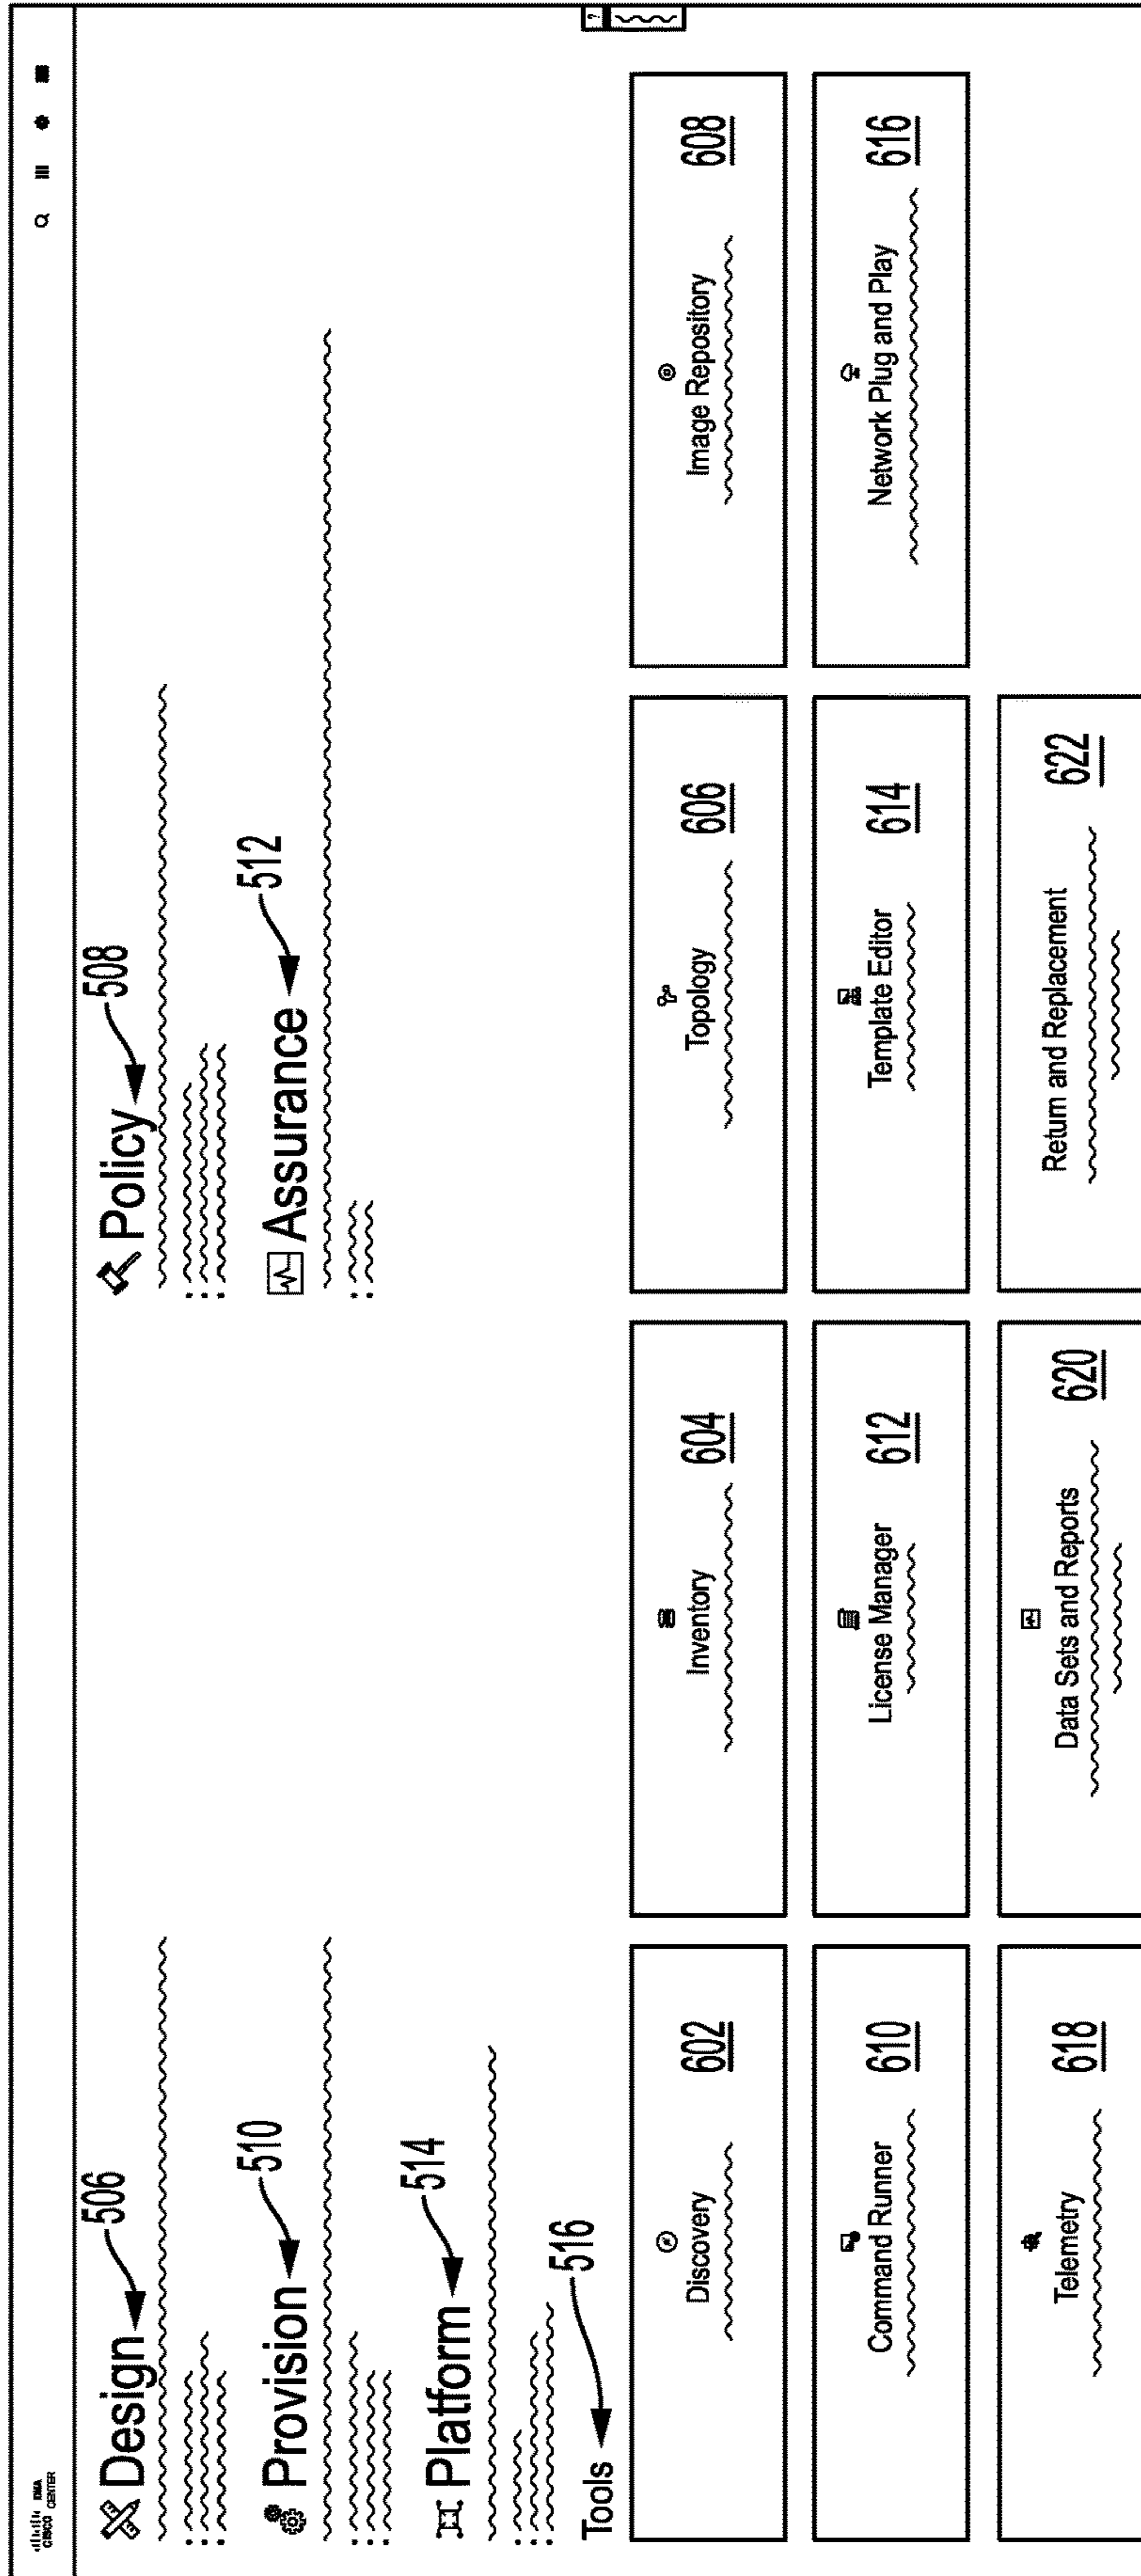 CISCO DNA
CENTER
Design 506
Policy 508
Provision 510
Assurance 512
Platform 514
Tools 516
?
Discovery
602
Inventory
604
Topology
606
Image Repository
608
Command Runner
610
License Manager
612
Template Editor
614
Network Plug and Play
616
Telemetry
618
Data Sets and Reports
620
Return and Replacement
622